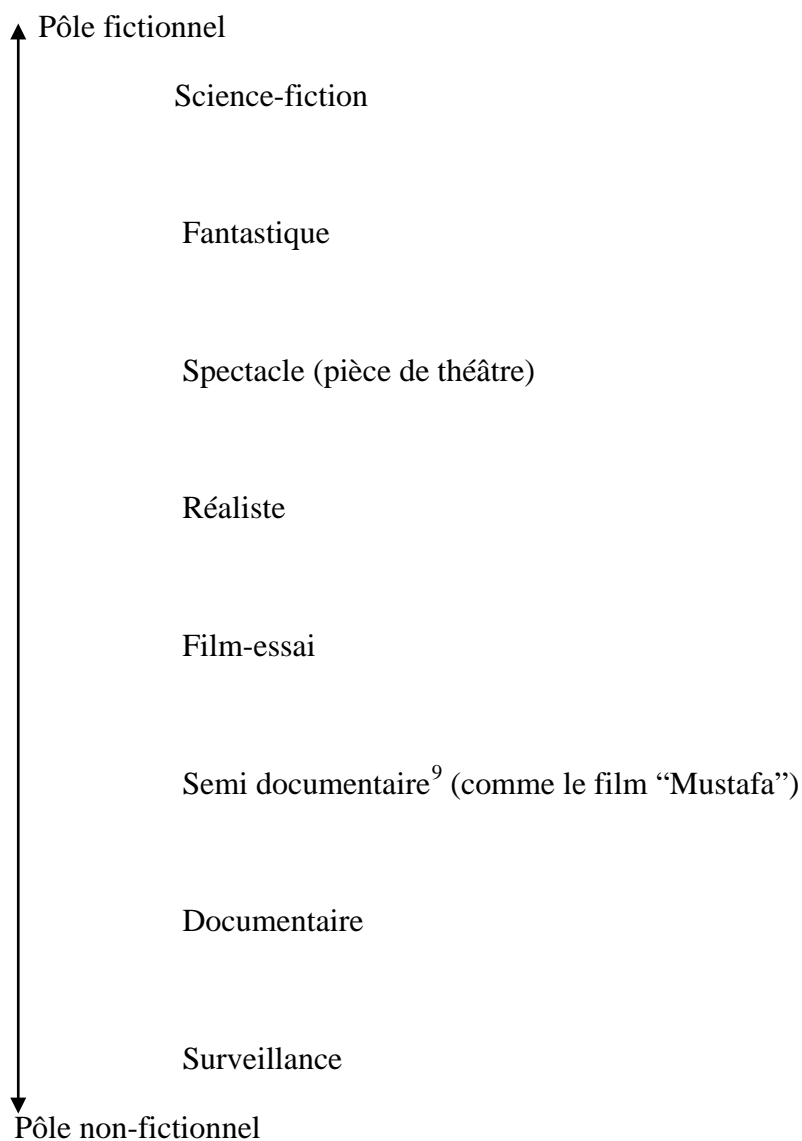 Pôle fictionnel
Science-fiction
Fantastique
Spectacle (pièce de théâtre)
Réaliste
Film-essai
Semi documentaire⁹ (comme le film “Mustafa”)
Documentaire
Surveillance
Pôle non-fictionnel